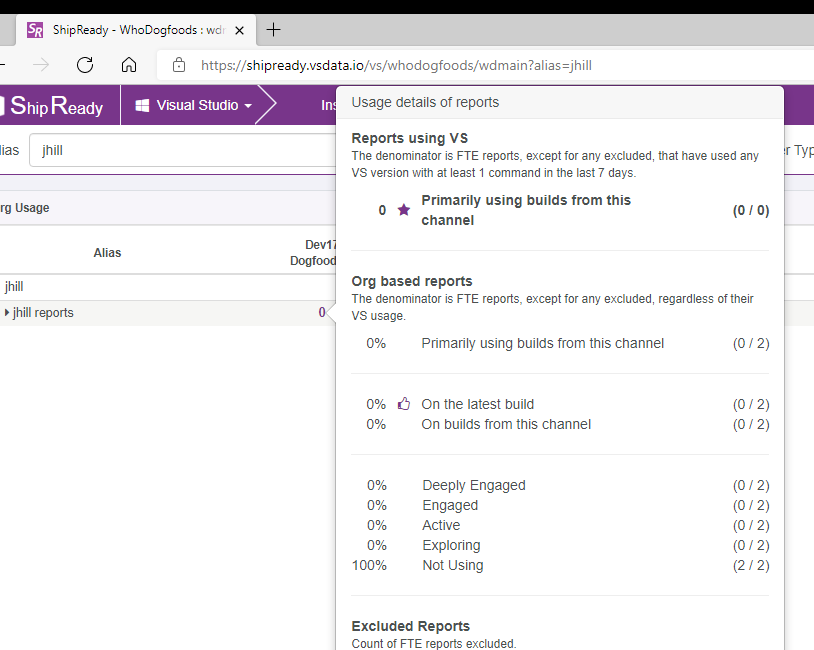 ShipReady - WhoDogfoods : wdr
https://shipready.vsdata.io/vs/whodogfoods/wdmain?alias=jhill
ShipReady
Visual Studio
Ins
lias
jhill
r Typ
rg Usage
Alias
Dev17
Dogfood
jhill
jhill reports
0
Usage details of reports
Reports using VS
The denominator is FTE reports, except for any excluded, that have used any
VS version with at least 1 command in the last 7 days.
0 Primarily using builds from this
channel
(0 / 0)
Org based reports
The denominator is FTE reports, except for any excluded, regardless of their
VS usage.
0% Primarily using builds from this channel (0 / 2)
0% On the latest build (0 / 2)
0% On builds from this channel (0 / 2)
0% Deeply Engaged (0 / 2)
0% Engaged (0 / 2)
0% Active (0 / 2)
0% Exploring (0 / 2)
100% Not Using (2 / 2)
Excluded Reports
Count of FTE reports excluded.